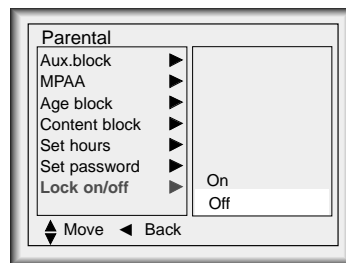 Parental
Aux.block
MPAA
Age block
Content block
Set hours
Set password
Lock on/off
On
Off
Move Back